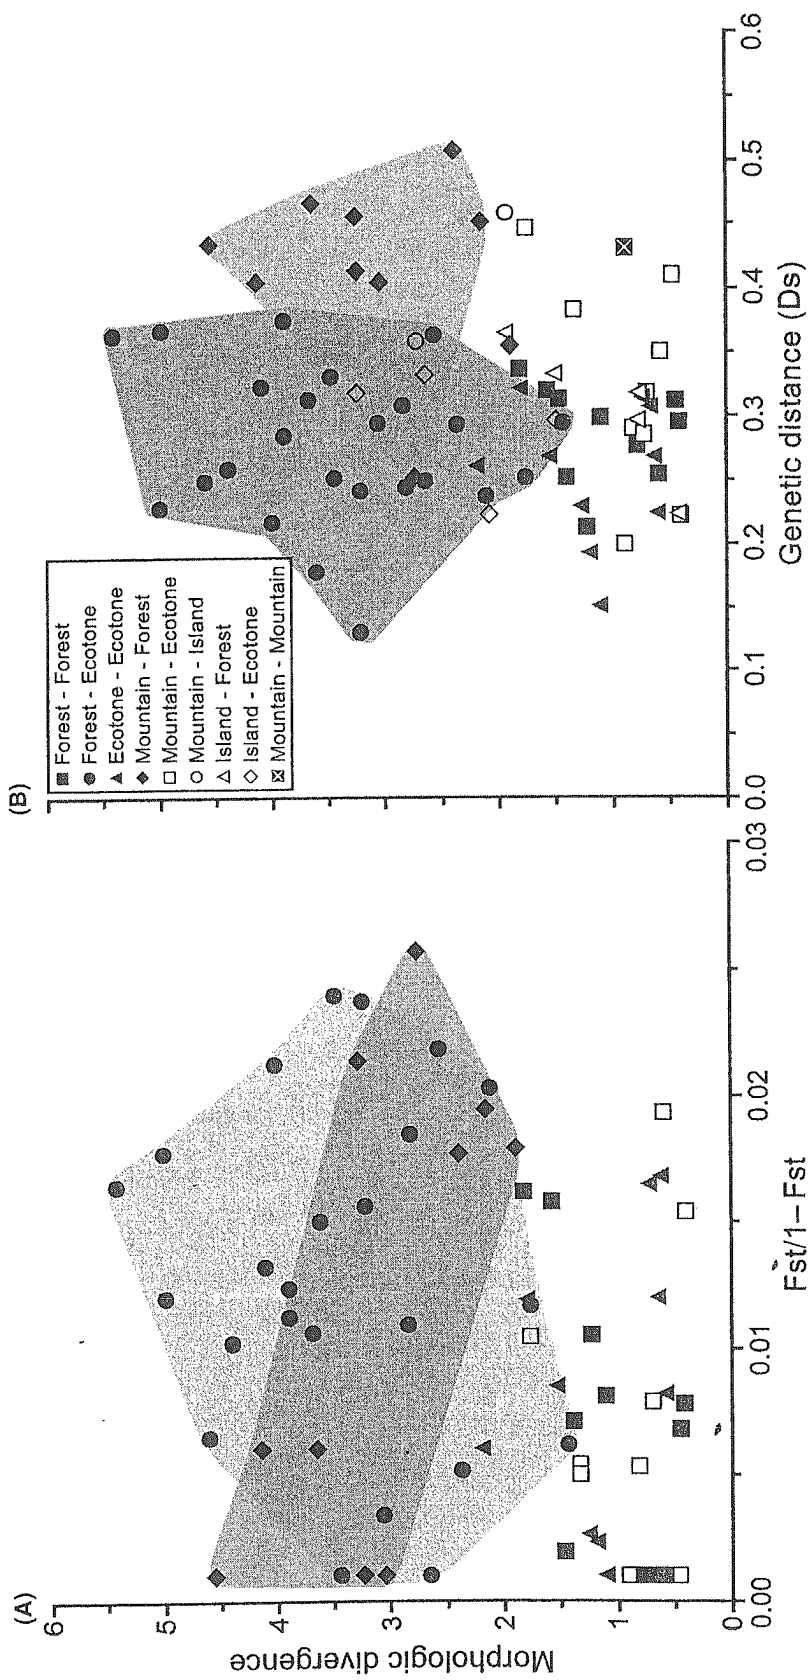 (A)
Morphologic divergence
6
5
4
3
2
1
0
0.00
0.01
0.02
0.03
Fst/1– Fst
(B)
Forest - Forest
Forest - Ecotone
Ecotone - Ecotone
Mountain - Forest
Mountain - Ecotone
Mountain - Island
Island - Forest
Island - Ecotone
Mountain - Mountain
0.0
0.1
0.2
0.3
0.4
0.5
0.6
Genetic distance (Ds)